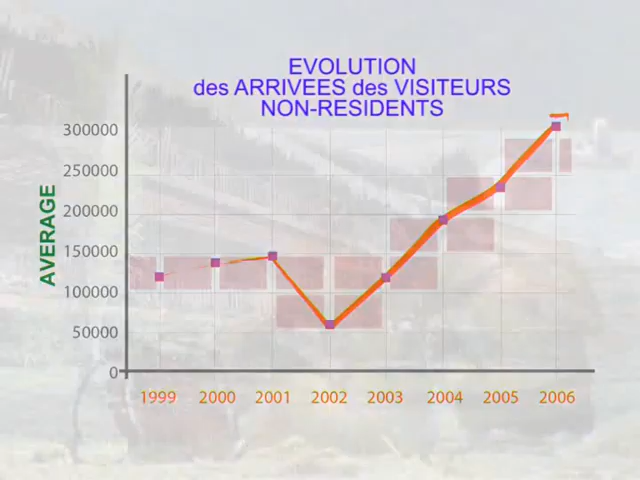 EVOLUTION
des ARRIVEES des VISITEURS
NON-RESIDENTS
AVERAGE
300000
250000
200000
150000
100000
50000
0
1999 2000 2001 2002 2003 2004 2005 2006